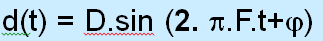 d(t) = D.sin (2. π.F.t+φ)